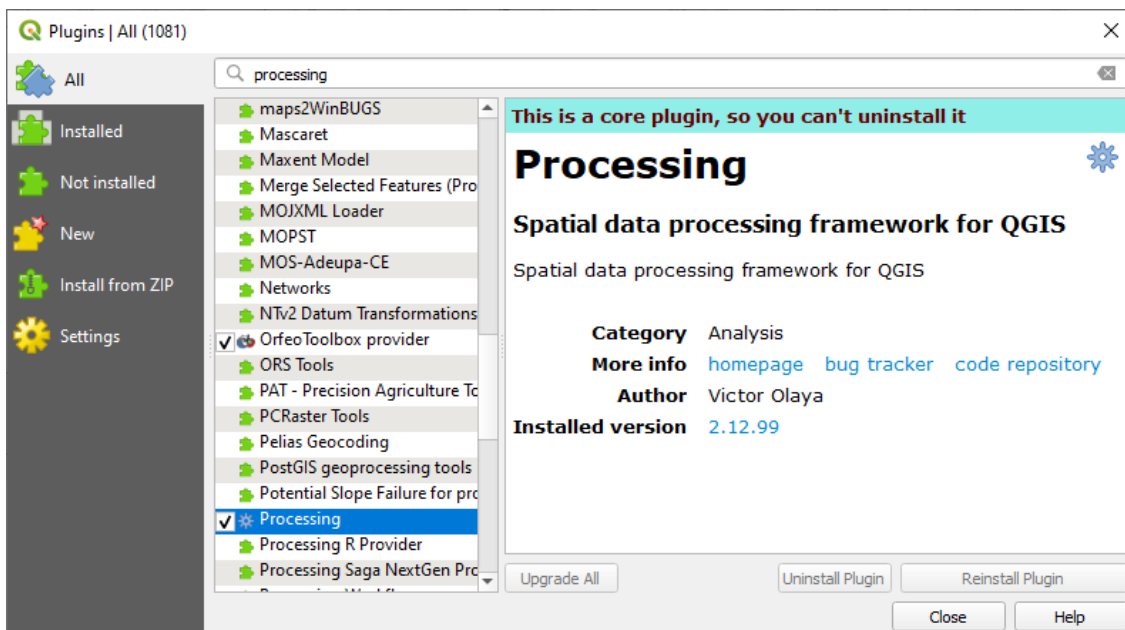 Plugins | All (1081)
All
Installed
Not installed
New
Install from ZIP
Settings
processing
maps2WinBUGS
Mascaret
Maxent Model
Merge Selected Features (Pro
MOJXML Loader
MOPST
MOS-Adeupa-CE
Networks
NTv2 Datum Transformations
OrfeoToolbox provider
ORS Tools
PAT - Precision Agriculture To
PCRaster Tools
Pelias Geocoding
PostGIS geoprocessing tools
Potential Slope Failure for pro
Processing
Processing R Provider
Processing Saga NextGen Pro
This is a core plugin, so you can't uninstall it
Processing
Spatial data processing framework for QGIS
Spatial data processing framework for QGIS
Category Analysis
More info homepage bug tracker code repository
Author Victor Olaya
Installed version 2.12.99
Upgrade All Uninstall Plugin Reinstall Plugin
Close Help